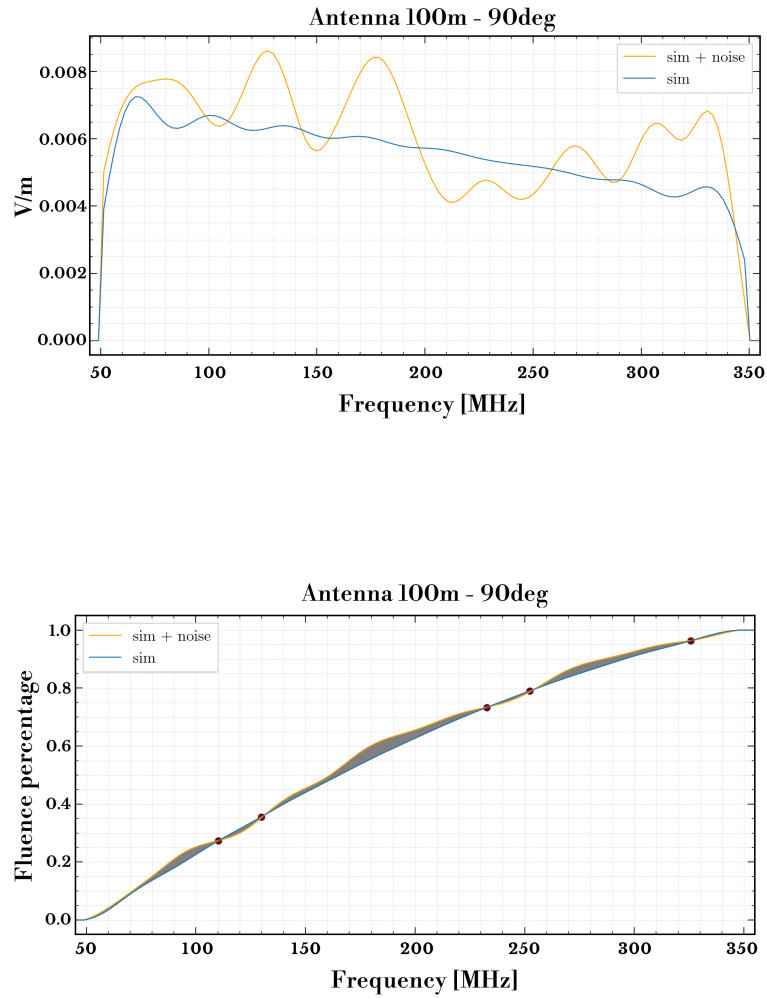 Antenna 100m - 90deg
sim + noise
sim
0.008
0.006
0.004
0.002
0.000
V/m
50 100 150 200 250 300 350
Frequency [MHz]
Antenna 100m - 90deg
sim + noise
sim
1.0
0.8
0.6
0.4
0.2
0.0
Fluence percentage
50 100 150 200 250 300 350
Frequency [MHz]